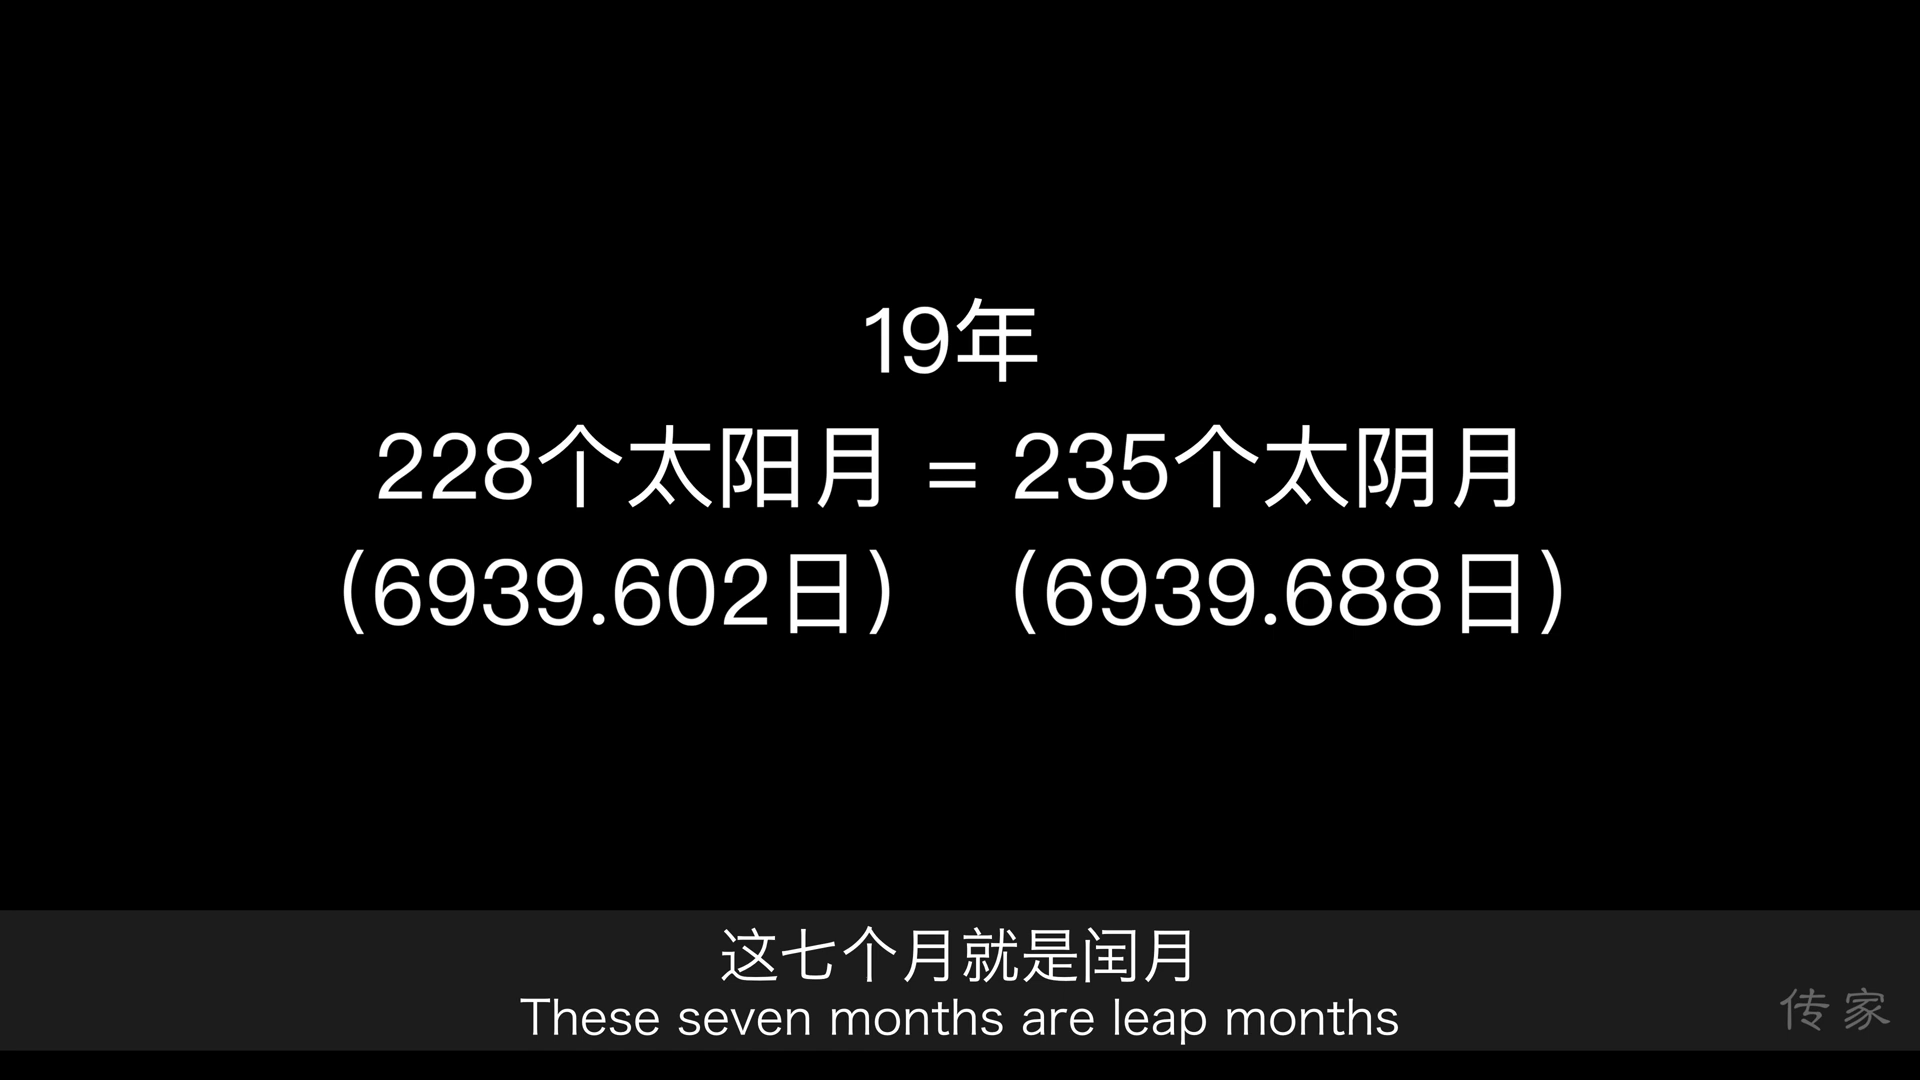 19年
228个太阳月 = 235个太阴月
(6939.602日) (6939.688日)
这七个月就是闰月
These seven months are leap months
传家